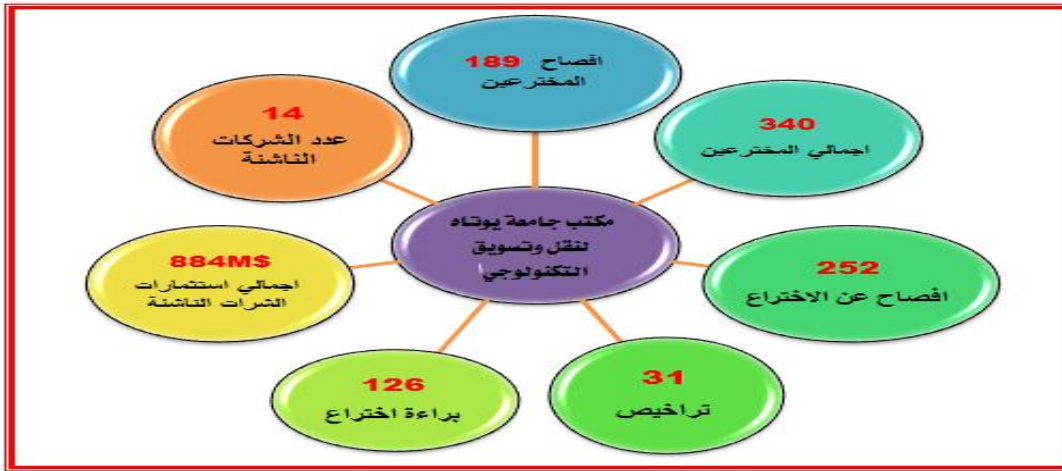 189 افصاح
المخترعين
340
اجمالي المخترعين
252
افصاح عن الاختراع
31
تراخيص
126
براءة اختراع
884M$
اجمالي استثمارات
الشرات الناشئة
14
عدد الشركات
الناشئة
مكتب جامعة يوتاه
لنقل وتسويق
التكنولوجي